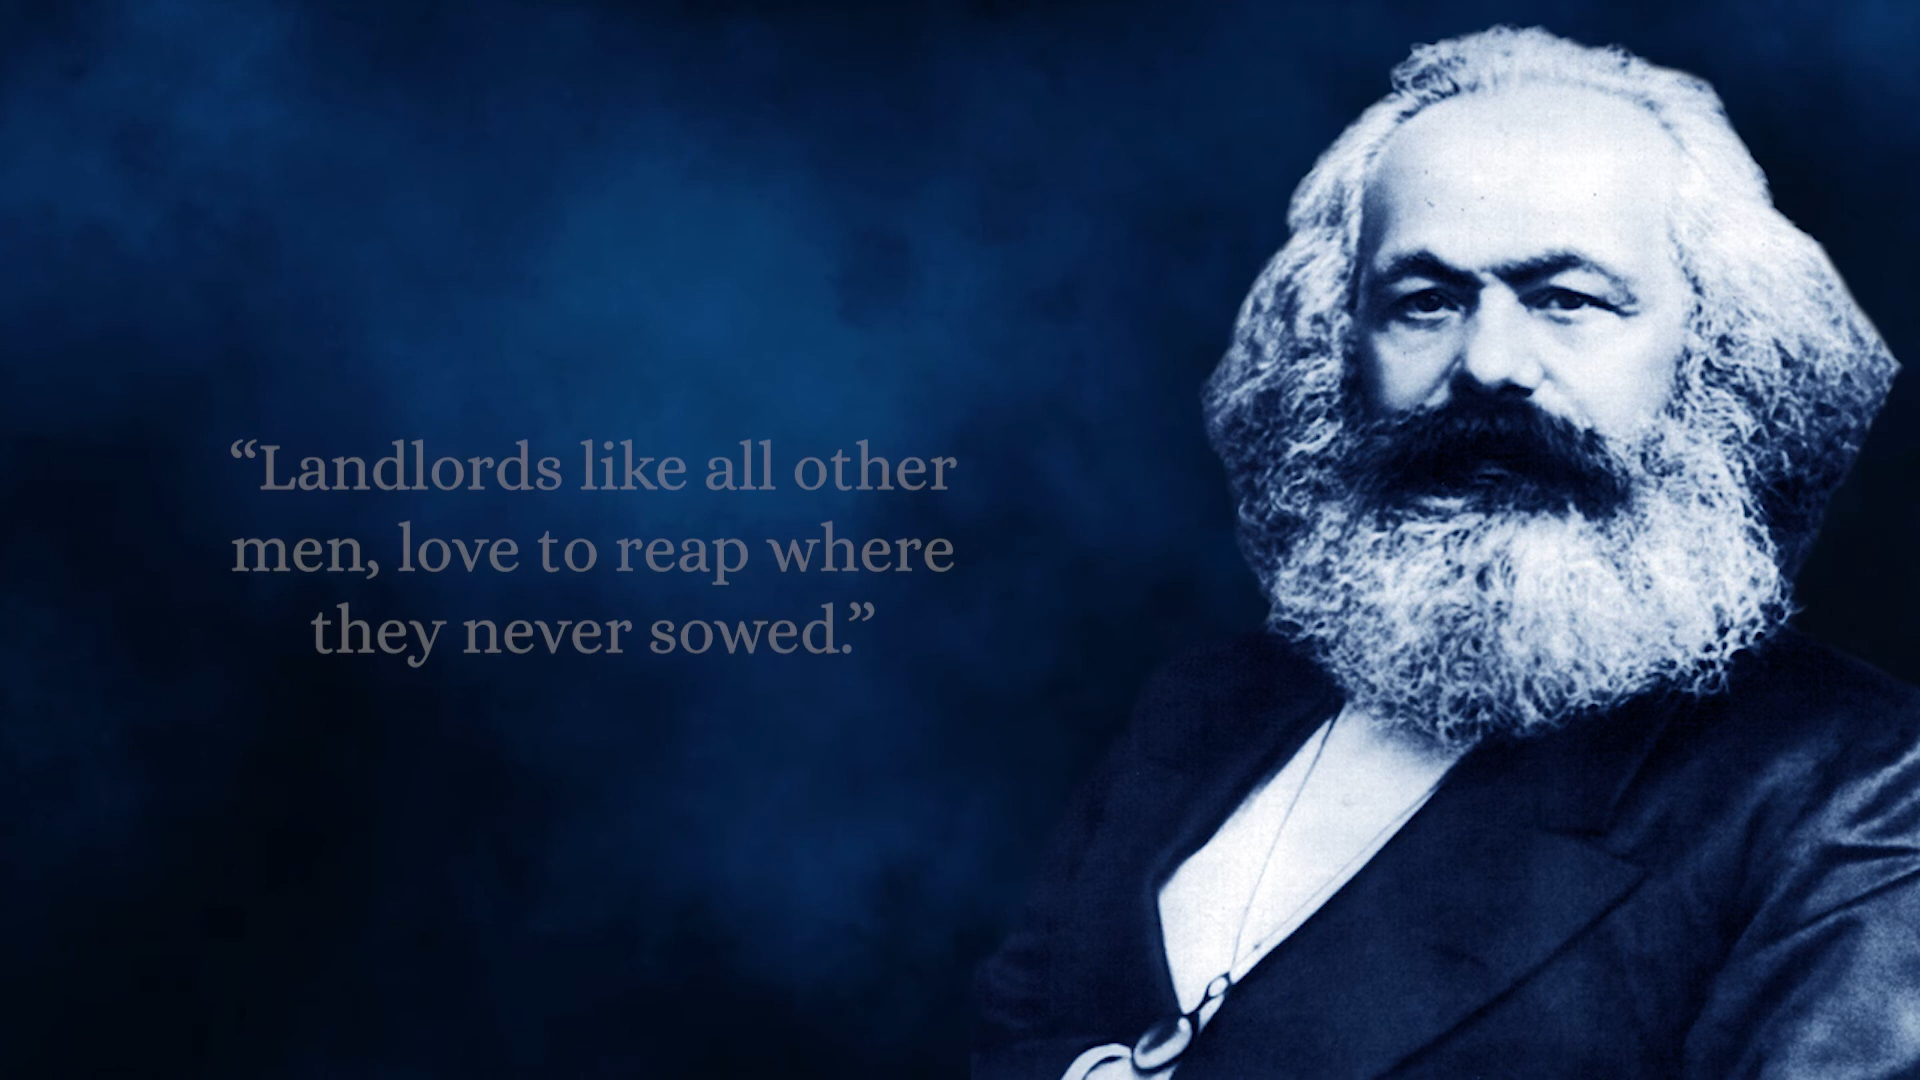 “Landlords like all other
men, love to reap where
they never sowed.”